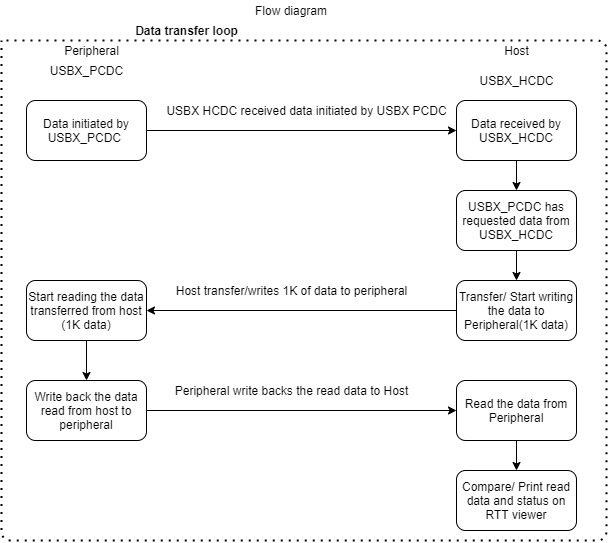 Flow diagram
Data transfer loop
Peripheral
USBX_PCDC
Host
USBX_HCDC
Data initiated by
USBX_PCDC
USBX HCDC received data initiated by USBX PCDC
Data received by
USBX_HCDC
USBX_PCDC has
requested data from
USBX_HCDC
Transfer/ Start writing
the data to
Peripheral(1K data)
Host transfer/writes 1K of data to peripheral
Start reading the data
transferred from host
(1K data)
Write back the data
read from host to
peripheral
Peripheral write backs the read data to Host
Read the data from
Peripheral
Compare/ Print read
data and status on
RTT viewer